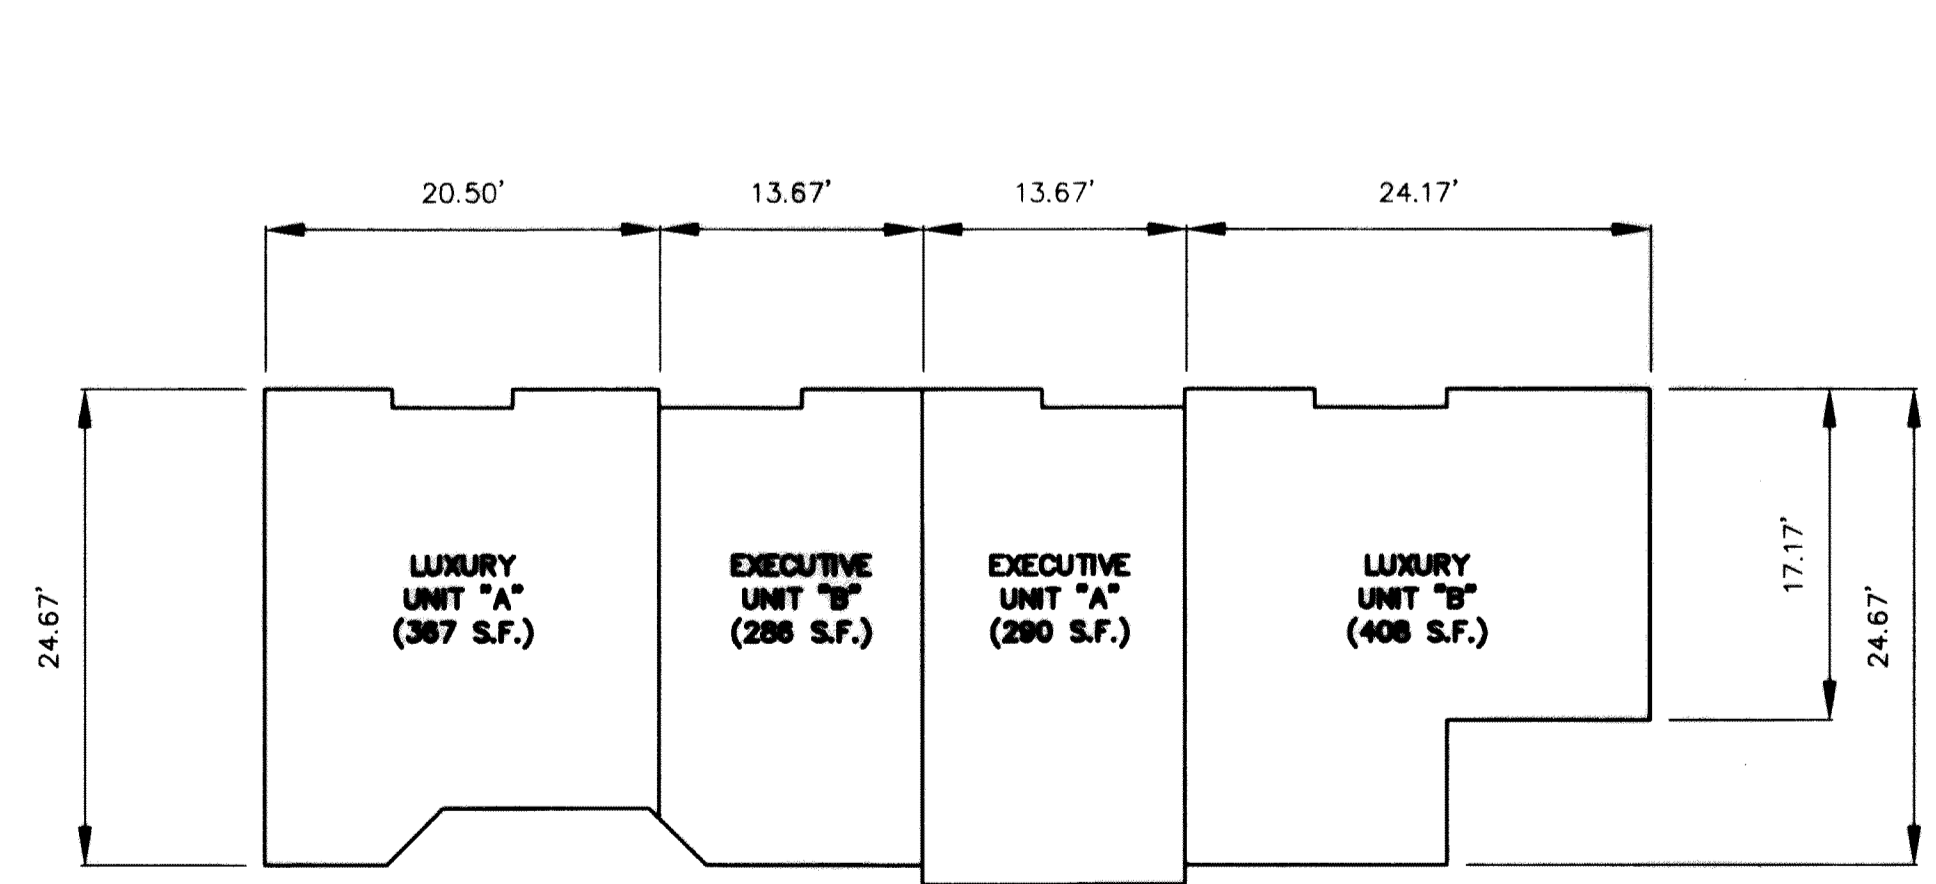 20.50'
13.67'
13.67'
24.17'
LUXURY
UNIT "A"
(367 S.F.)
EXECUTIVE
UNIT "B"
(286 S.F.)
EXECUTIVE
UNIT "A"
(290 S.F.)
LUXURY
UNIT "B"
(408 S.F.)
24.67'
17.17'
24.67'